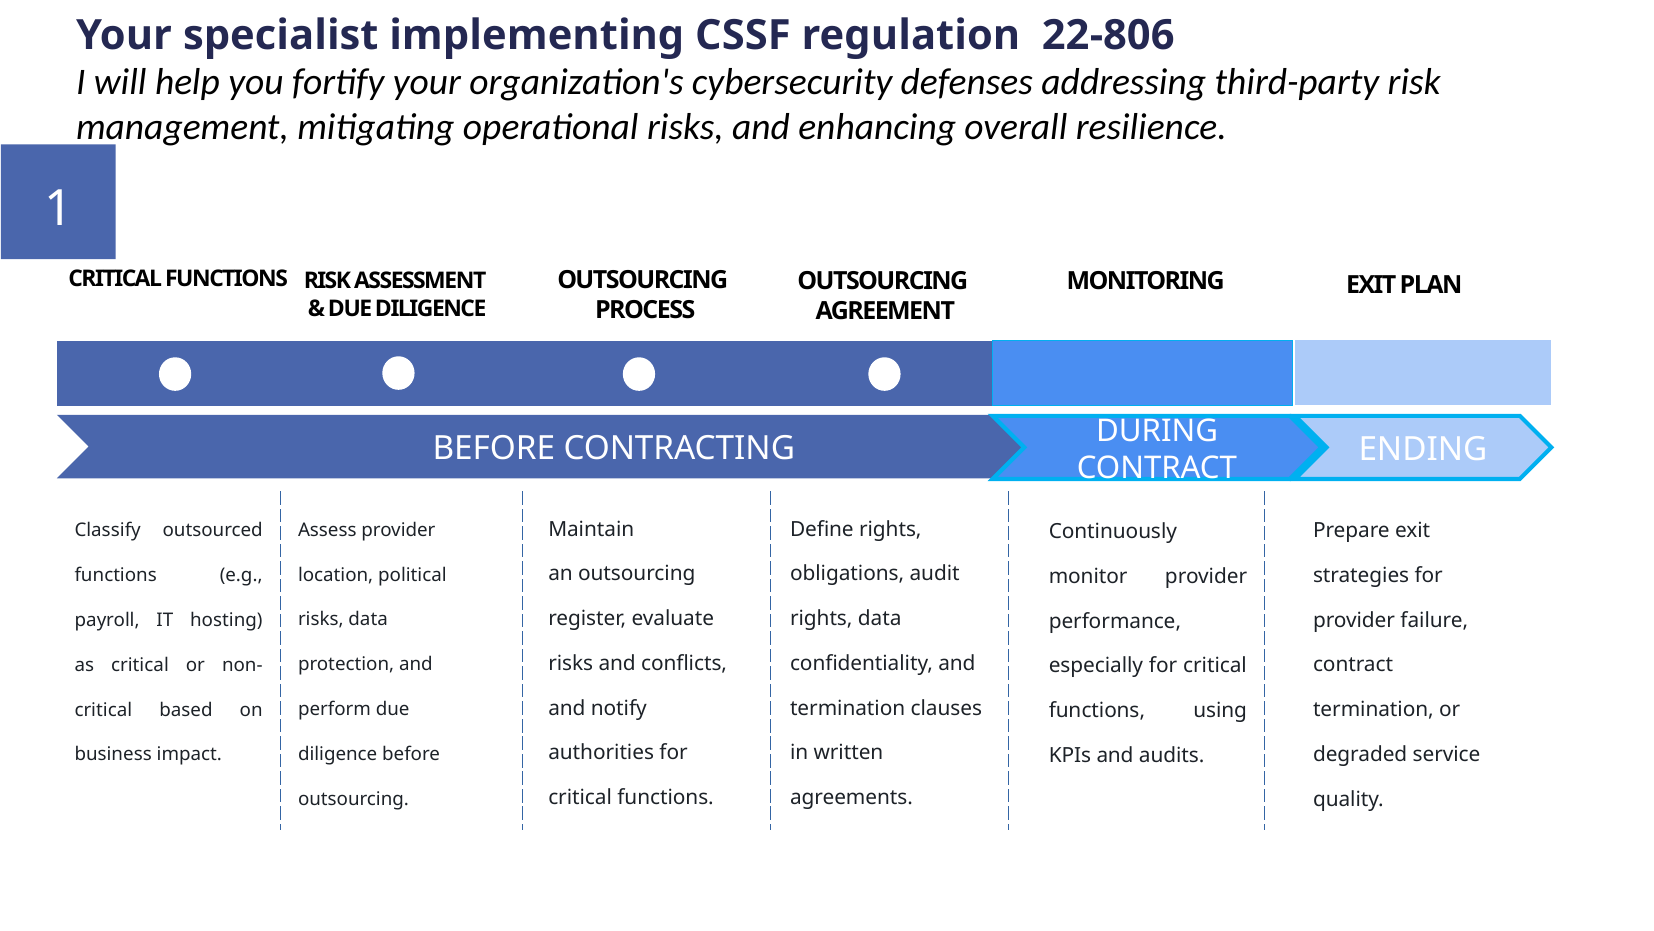 Your specialist implementing CSSF regulation  22-806
I will help you fortify your organization's cybersecurity defenses addressing third-party risk
management, mitigating operational risks, and enhancing overall resilience.
1
CRITICAL FUNCTIONS
RISK ASSESSMENT
& DUE DILIGENCE
OUTSOURCING
PROCESS
OUTSOURCING
AGREEMENT
MONITORING
EXIT PLAN
BEFORE CONTRACTING
DURING
CONTRACT
ENDING
Classify outsourced
functions (e.g.,
payroll, IT hosting)
as critical or non-
critical based on
business impact.
Assess provider
location, political
risks, data
protection, and
perform due
diligence before
outsourcing.
Maintain
an outsourcing
register, evaluate
risks and conflicts,
and notify
authorities for
critical functions.
Define rights,
obligations, audit
rights, data
confidentiality, and
termination clauses
in written
agreements.
Continuously
monitor provider
performance,
especially for critical
functions, using
KPIs and audits.
Prepare exit
strategies for
provider failure,
contract
termination, or
degraded service
quality.